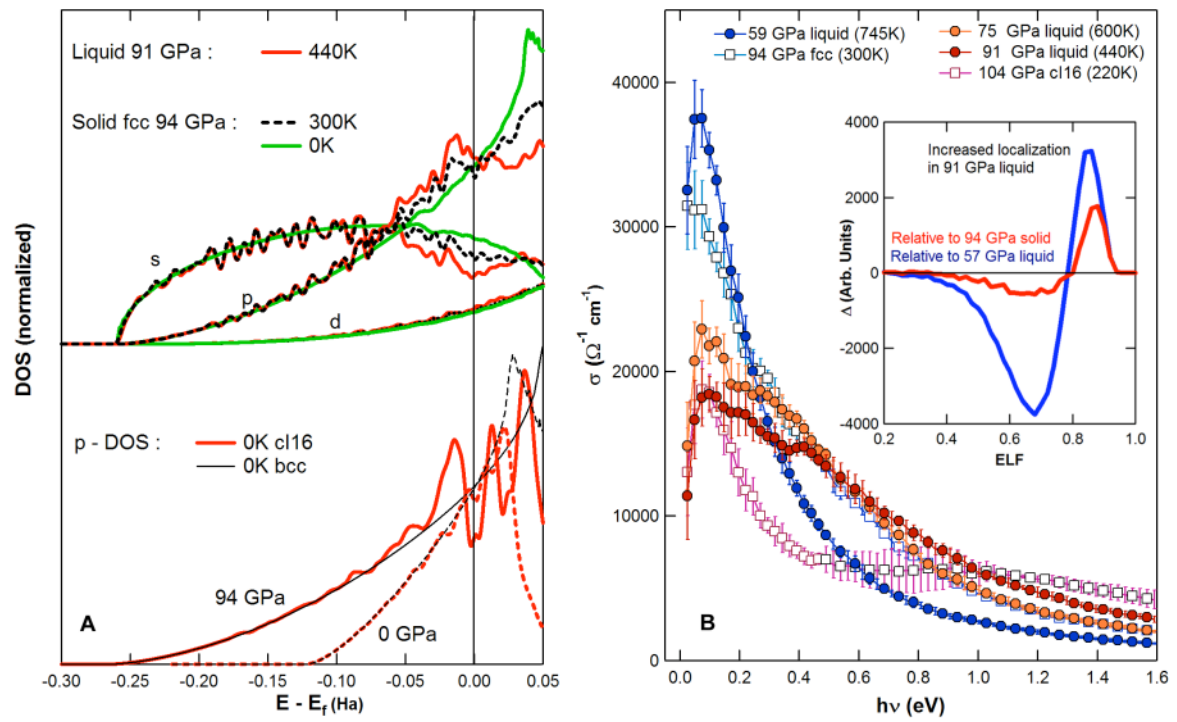 Liquid 91 GPa :
440K
Solid fcc 94 GPa :
300K
0K
s
p
d
DOS (normalized)
p - DOS :
0K cI16
0K bcc
94 GPa
0 GPa
A
-0.30
-0.20
-0.15
-0.10
-0.05
-0.00
0.05
E - Ef (Ha)
59 GPa liquid (745K)
94 GPa fcc (300K)
75 GPa liquid (600K)
91 GPa liquid (440K)
104 GPa cI16 (220K)
40000
30000
20000
10000
0
σ (Ω⁻¹ cm⁻¹)
4000
2000
0
-2000
-4000
Δ (Arb. Units)
Increased localization
in 91 GPa liquid
Relative to 94 GPa solid
Relative to 57 GPa liquid
0.2
0.4
0.6
0.8
1.0
ELF
B
0.0
0.2
0.4
0.6
0.8
1.0
1.2
1.4
1.6
hν (eV)